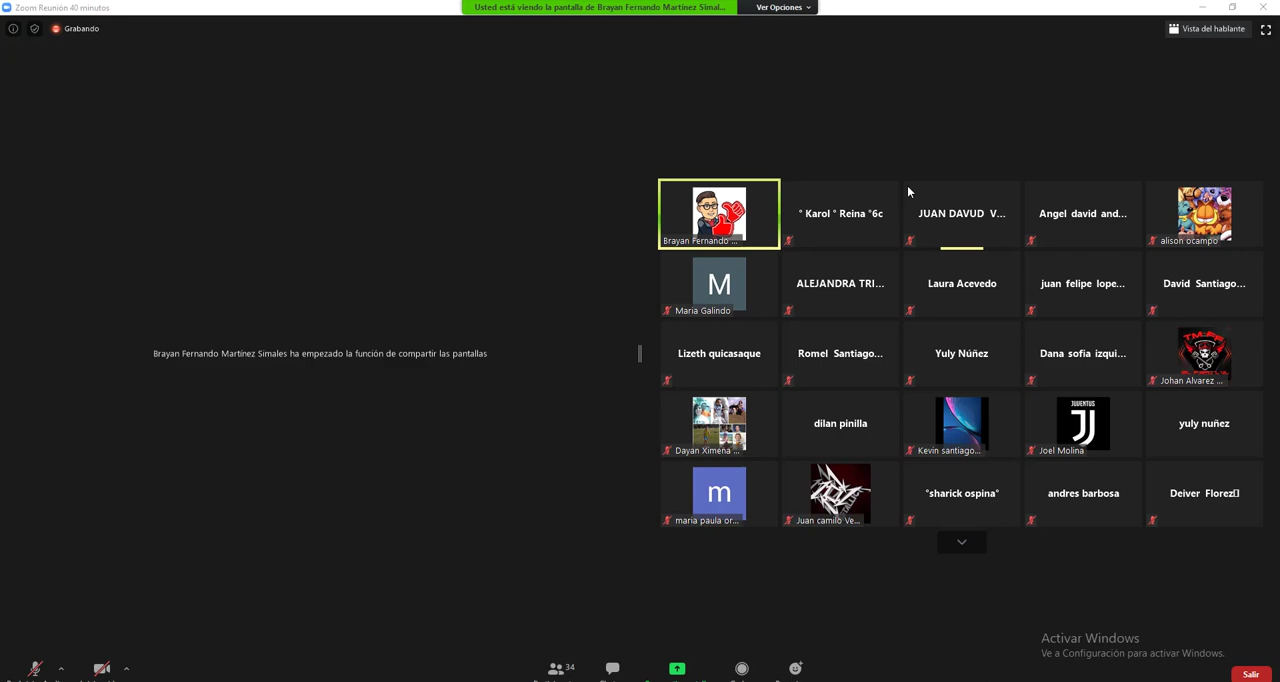 Zoom Reunión 40 minutos
Usted está viendo la pantalla de Brayan Fernando Martínez Simal...
Ver Opciones
Grabando
Vista del hablante
Brayan Fernando ...
° Karol ° Reina °6c
JUAN DAVUD V...
Angel david and...
alison ocampo
M
Maria Galindo
ALEJANDRA TRI...
Laura Acevedo
juan felipe lope...
David Santiago...
Brayan Fernando Martínez Simales ha empezado la función de compartir las pantallas
Lizeth quicasaque
Romel Santiago...
Yuly Núñez
Dana sofia izqui...
Johan Alvarez ...
Dayan Ximena ...
dilan pinilla
Kevin santiago...
JUVENTUS
Joel Molina
yuly nuñez
m
maria paula or...
Juan camilo Ve...
°sharick ospina°
andres barbosa
Deiver Florez
Activar Windows
Ve a Configuración para activar Windows.
34
Salir